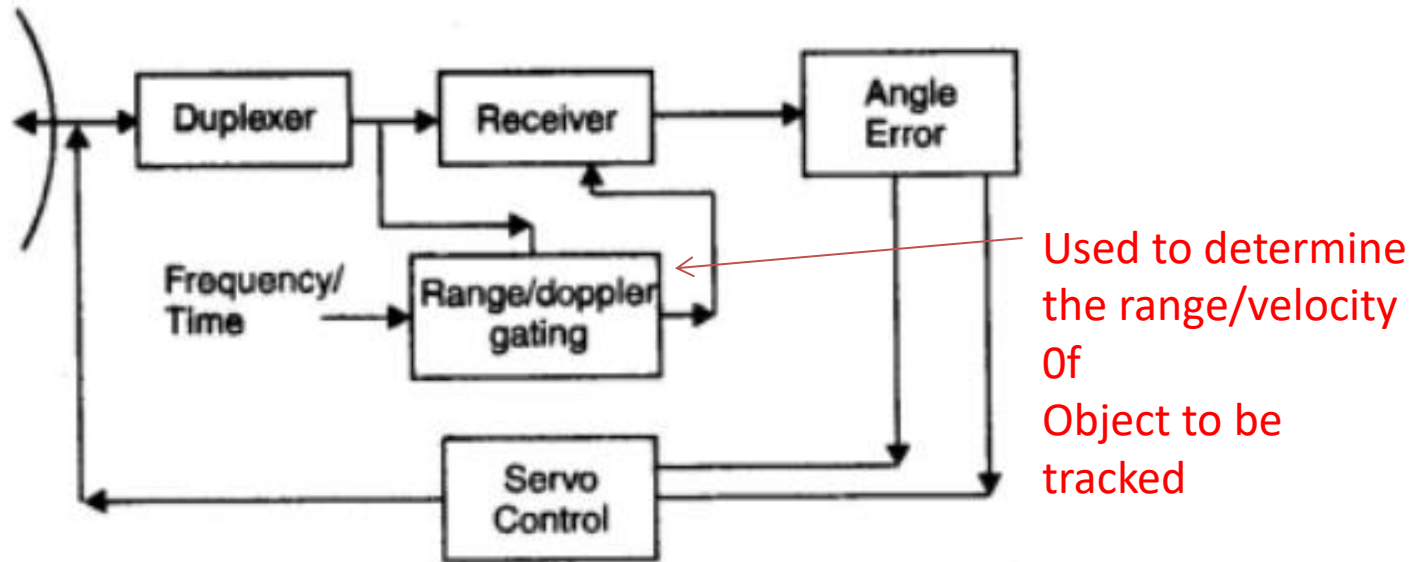 Duplexer
Receiver
Angle
Error
Frequency/
Time
Range/doppler
gating
Used to determine
the range/velocity
0f
Object to be
tracked
Servo
Control